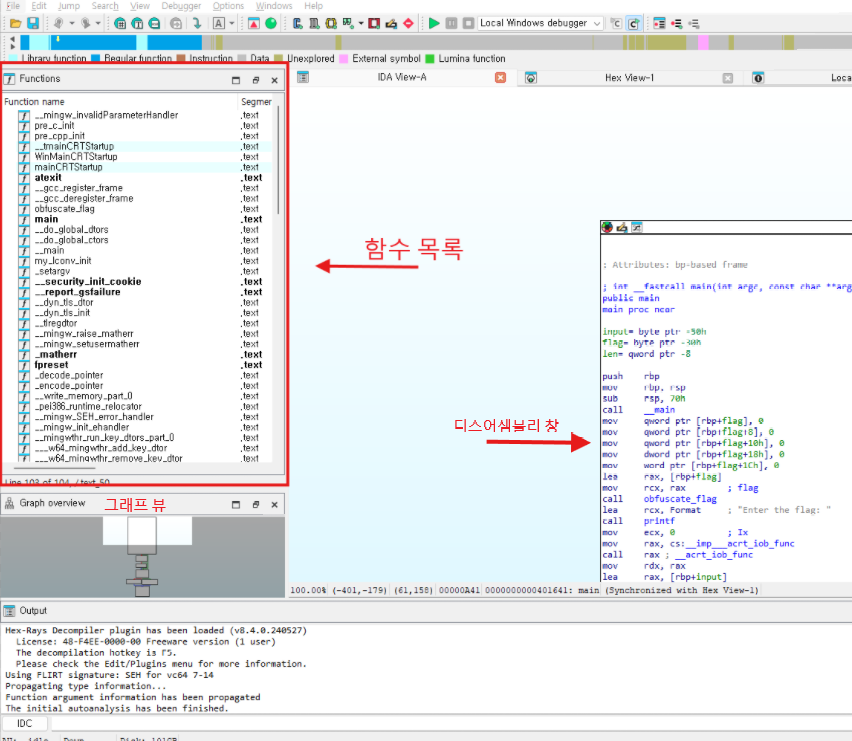 File Edit Jump Search View Debugger Options Windows Help
Local Windows debugger
Library function Regular function Instruction Data Unexplored External symbol Lumina function
Functions
IDA View-A
Hex View-1
Loca
Function name Segmer
__mingw_invalidParameterHandler .text
pre_c_init .text
pre_cpp_init .text
__tmainCRTStartup .text
WinMainCRTStartup .text
mainCRTStartup .text
atexit .text
__gcc_register_frame .text
__gcc_deregister_frame .text
obfuscate_flag .text
main .text
__do_global_dtors .text
__do_global_ctors .text
__main .text
my_lconv_init .text
_setargv .text
__security_init_cookie .text
__report_gsfailure .text
__dyn_tls_dtor .text
__dyn_tls_init .text
__tlregdtor .text
__mingw_raise_matherr .text
__mingw_setusermatherr .text
_matherr .text
fpreset .text
_decode_pointer .text
_encode_pointer .text
__write_memory_part_0 .text
_pei386_runtime_relocator .text
__mingw_SEH_error_handler .text
__mingw_init_ehandler .text
__mingwthr_run_key_dtors_part_0 .text
___w64_mingwthr_add_key_dtor .text
___w64_mingwthr_remove_key_dtor .text
Line 103 of 104, /text_50
함수 목록
디스어셈블리 창
; Attributes: bp-based frame
; int __fastcall main(int argc, const char **arg
public main
main proc near
input= byte ptr -50h
flag= byte ptr -30h
len= qword ptr -8
push rbp
mov rbp, rsp
sub rsp, 70h
call __main
mov qword ptr [rbp+flag], 0
mov qword ptr [rbp+flag+8], 0
mov qword ptr [rbp+flag+10h], 0
mov dword ptr [rbp+flag+18h], 0
mov word ptr [rbp+flag+1Ch], 0
lea rax, [rbp+flag]
mov rcx, rax ; flag
call obfuscate_flag
lea rcx, Format ; "Enter the flag: "
call printf
mov ecx, 0 ; Ix
mov rax, cs:__imp___acrt_iob_func
call rax ; __acrt_iob_func
mov rdx, rax
lea rax, [rbp+input]
100.00% (-401,-179) (61,158) 00000A41 0000000000401641: main (Synchronized with Hex View-1)
Graph overview 그래프 뷰
Output
Hex-Rays Decompiler plugin has been loaded (v8.4.0.240527)
License: 48-F4EE-0000-00 Freeware version (1 user)
The decompilation hotkey is F5.
Please check the Edit/Plugins menu for more information.
Using FLIRT signature: SEH for vc64 7-14
Propagating type information...
Function argument information has been propagated
The initial autoanalysis has been finished.
IDC
AU: idle Down Disk: 101GB